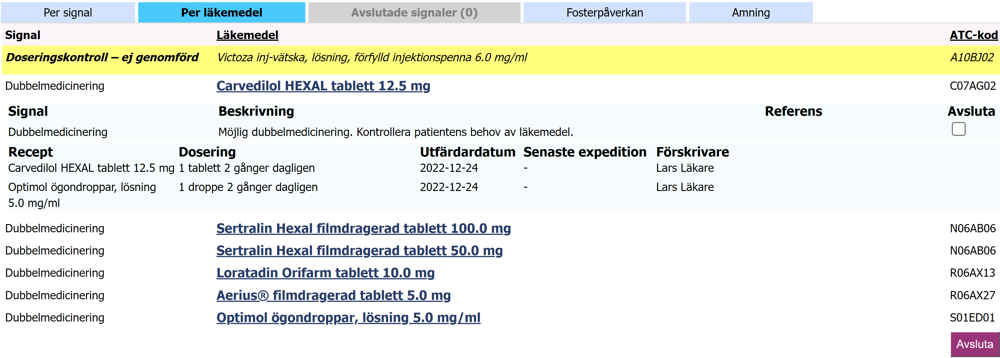 Per signal Per läkemedel Avslutade signaler (0) Fosterpåverkan Amning
Signal Läkemedel ATC-kod
Doseringskontroll – ej genomförd Victoza inj-vätska, lösning, förfylld injektionspenna 6.0 mg/ml A10BJ02
Dubbelmedicinering Carvedilol HEXAL tablett 12.5 mg C07AG02
Signal Beskrivning Referens Avsluta
Dubbelmedicinering Möjlig dubbelmedicinering. Kontrollera patientens behov av läkemedel.
Recept Dosering Utfärdardatum Senaste expedition Förskrivare
Carvedilol HEXAL tablett 12.5 mg 1 tablett 2 gånger dagligen 2022-12-24 - Lars Läkare
Optimol ögondroppar, lösning 1 droppe 2 gånger dagligen 2022-12-24 - Lars Läkare
5.0 mg/ml
Dubbelmedicinering Sertralin Hexal filmdragerad tablett 100.0 mg N06AB06
Dubbelmedicinering Sertralin Hexal filmdragerad tablett 50.0 mg N06AB06
Dubbelmedicinering Loratadin Orifarm tablett 10.0 mg R06AX13
Dubbelmedicinering Aerius® filmdragerad tablett 5.0 mg R06AX27
Dubbelmedicinering Optimol ögondroppar, lösning 5.0 mg/ml S01ED01
Avsluta